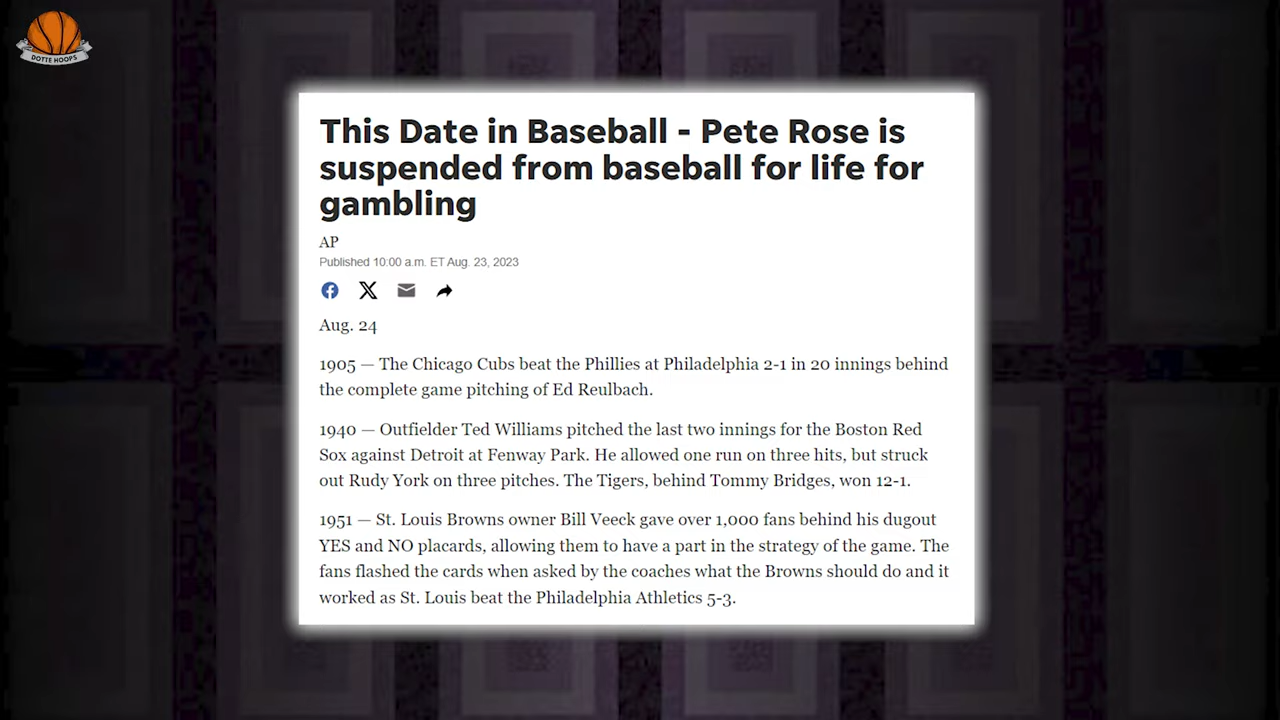 DOTTE HOOPS
This Date in Baseball - Pete Rose is
suspended from baseball for life for
gambling
AP
Published 10:00 a.m. ET Aug. 23, 2023
Aug. 24
1905 — The Chicago Cubs beat the Phillies at Philadelphia 2-1 in 20 innings behind
the complete game pitching of Ed Reulbach.
1940 — Outfielder Ted Williams pitched the last two innings for the Boston Red
Sox against Detroit at Fenway Park. He allowed one run on three hits, but struck
out Rudy York on three pitches. The Tigers, behind Tommy Bridges, won 12-1.
1951 — St. Louis Browns owner Bill Veeck gave over 1,000 fans behind his dugout
YES and NO placards, allowing them to have a part in the strategy of the game. The
fans flashed the cards when asked by the coaches what the Browns should do and it
worked as St. Louis beat the Philadelphia Athletics 5-3.